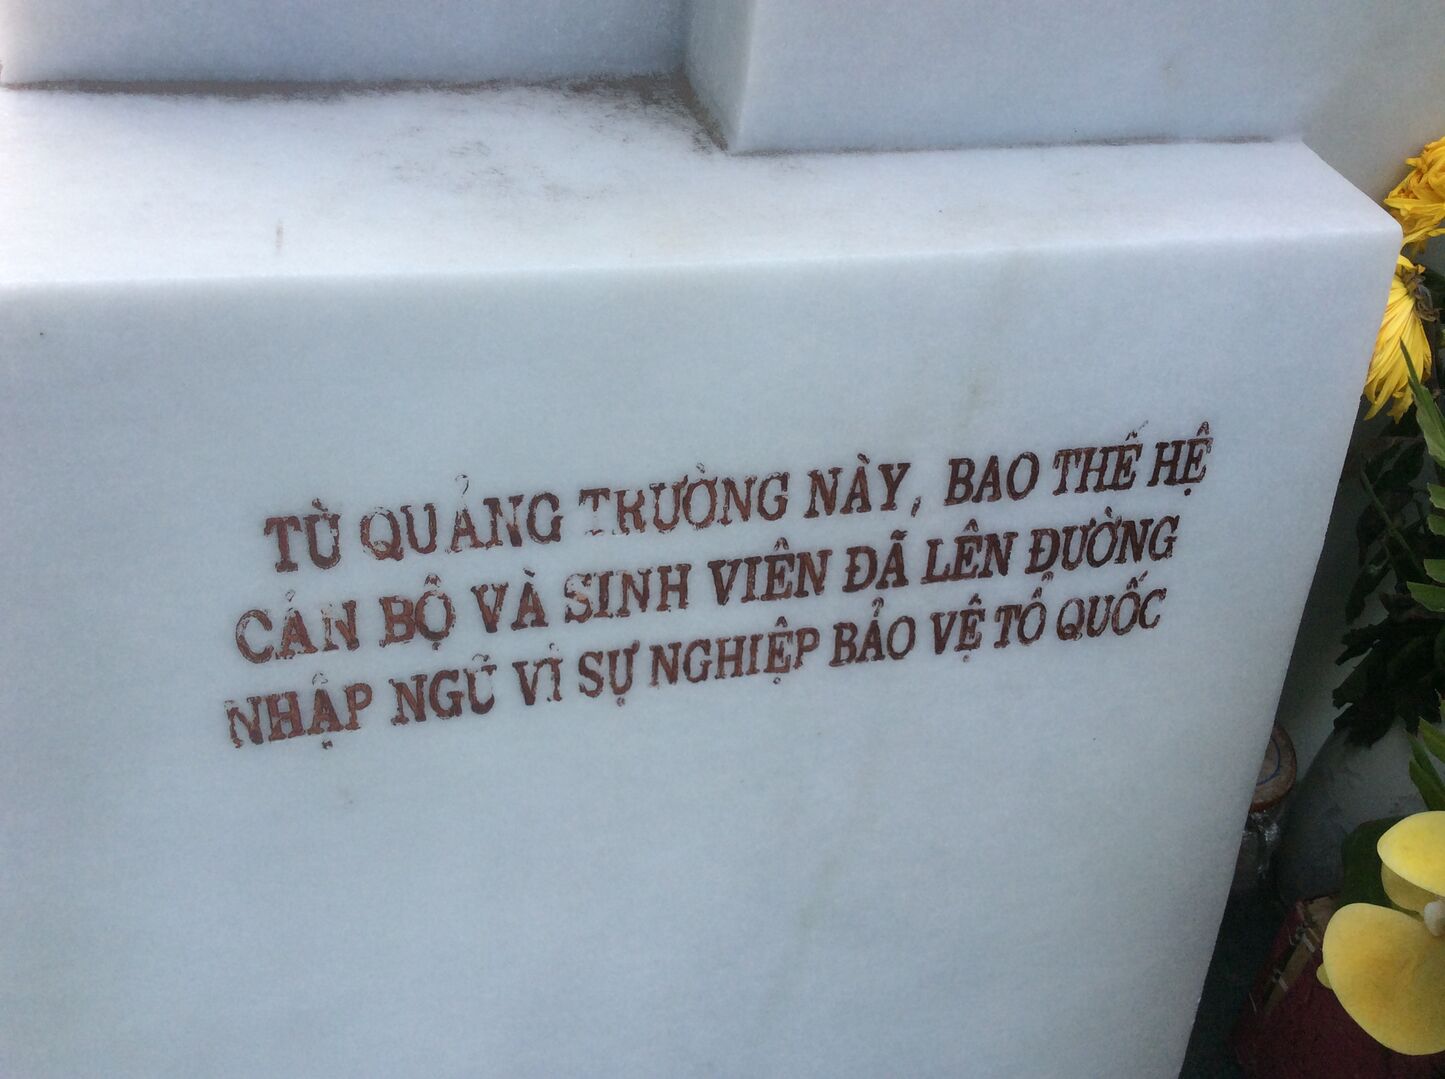 TỪ QUẢNG TRƯỜNG NÀY, BAO THẾ HỆ
CÁN BỘ VÀ SINH VIÊN ĐÃ LÊN ĐƯỜNG
NHẬP NGŨ VÌ SỰ NGHIỆP BẢO VỆ TỔ QUỐC